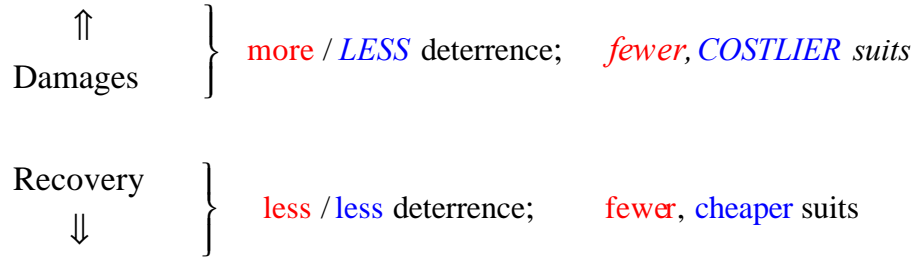 ⇑
Damages
more / LESS deterrence; fewer, COSTLIER suits
Recovery
⇓
less / less deterrence; fewer, cheaper suits